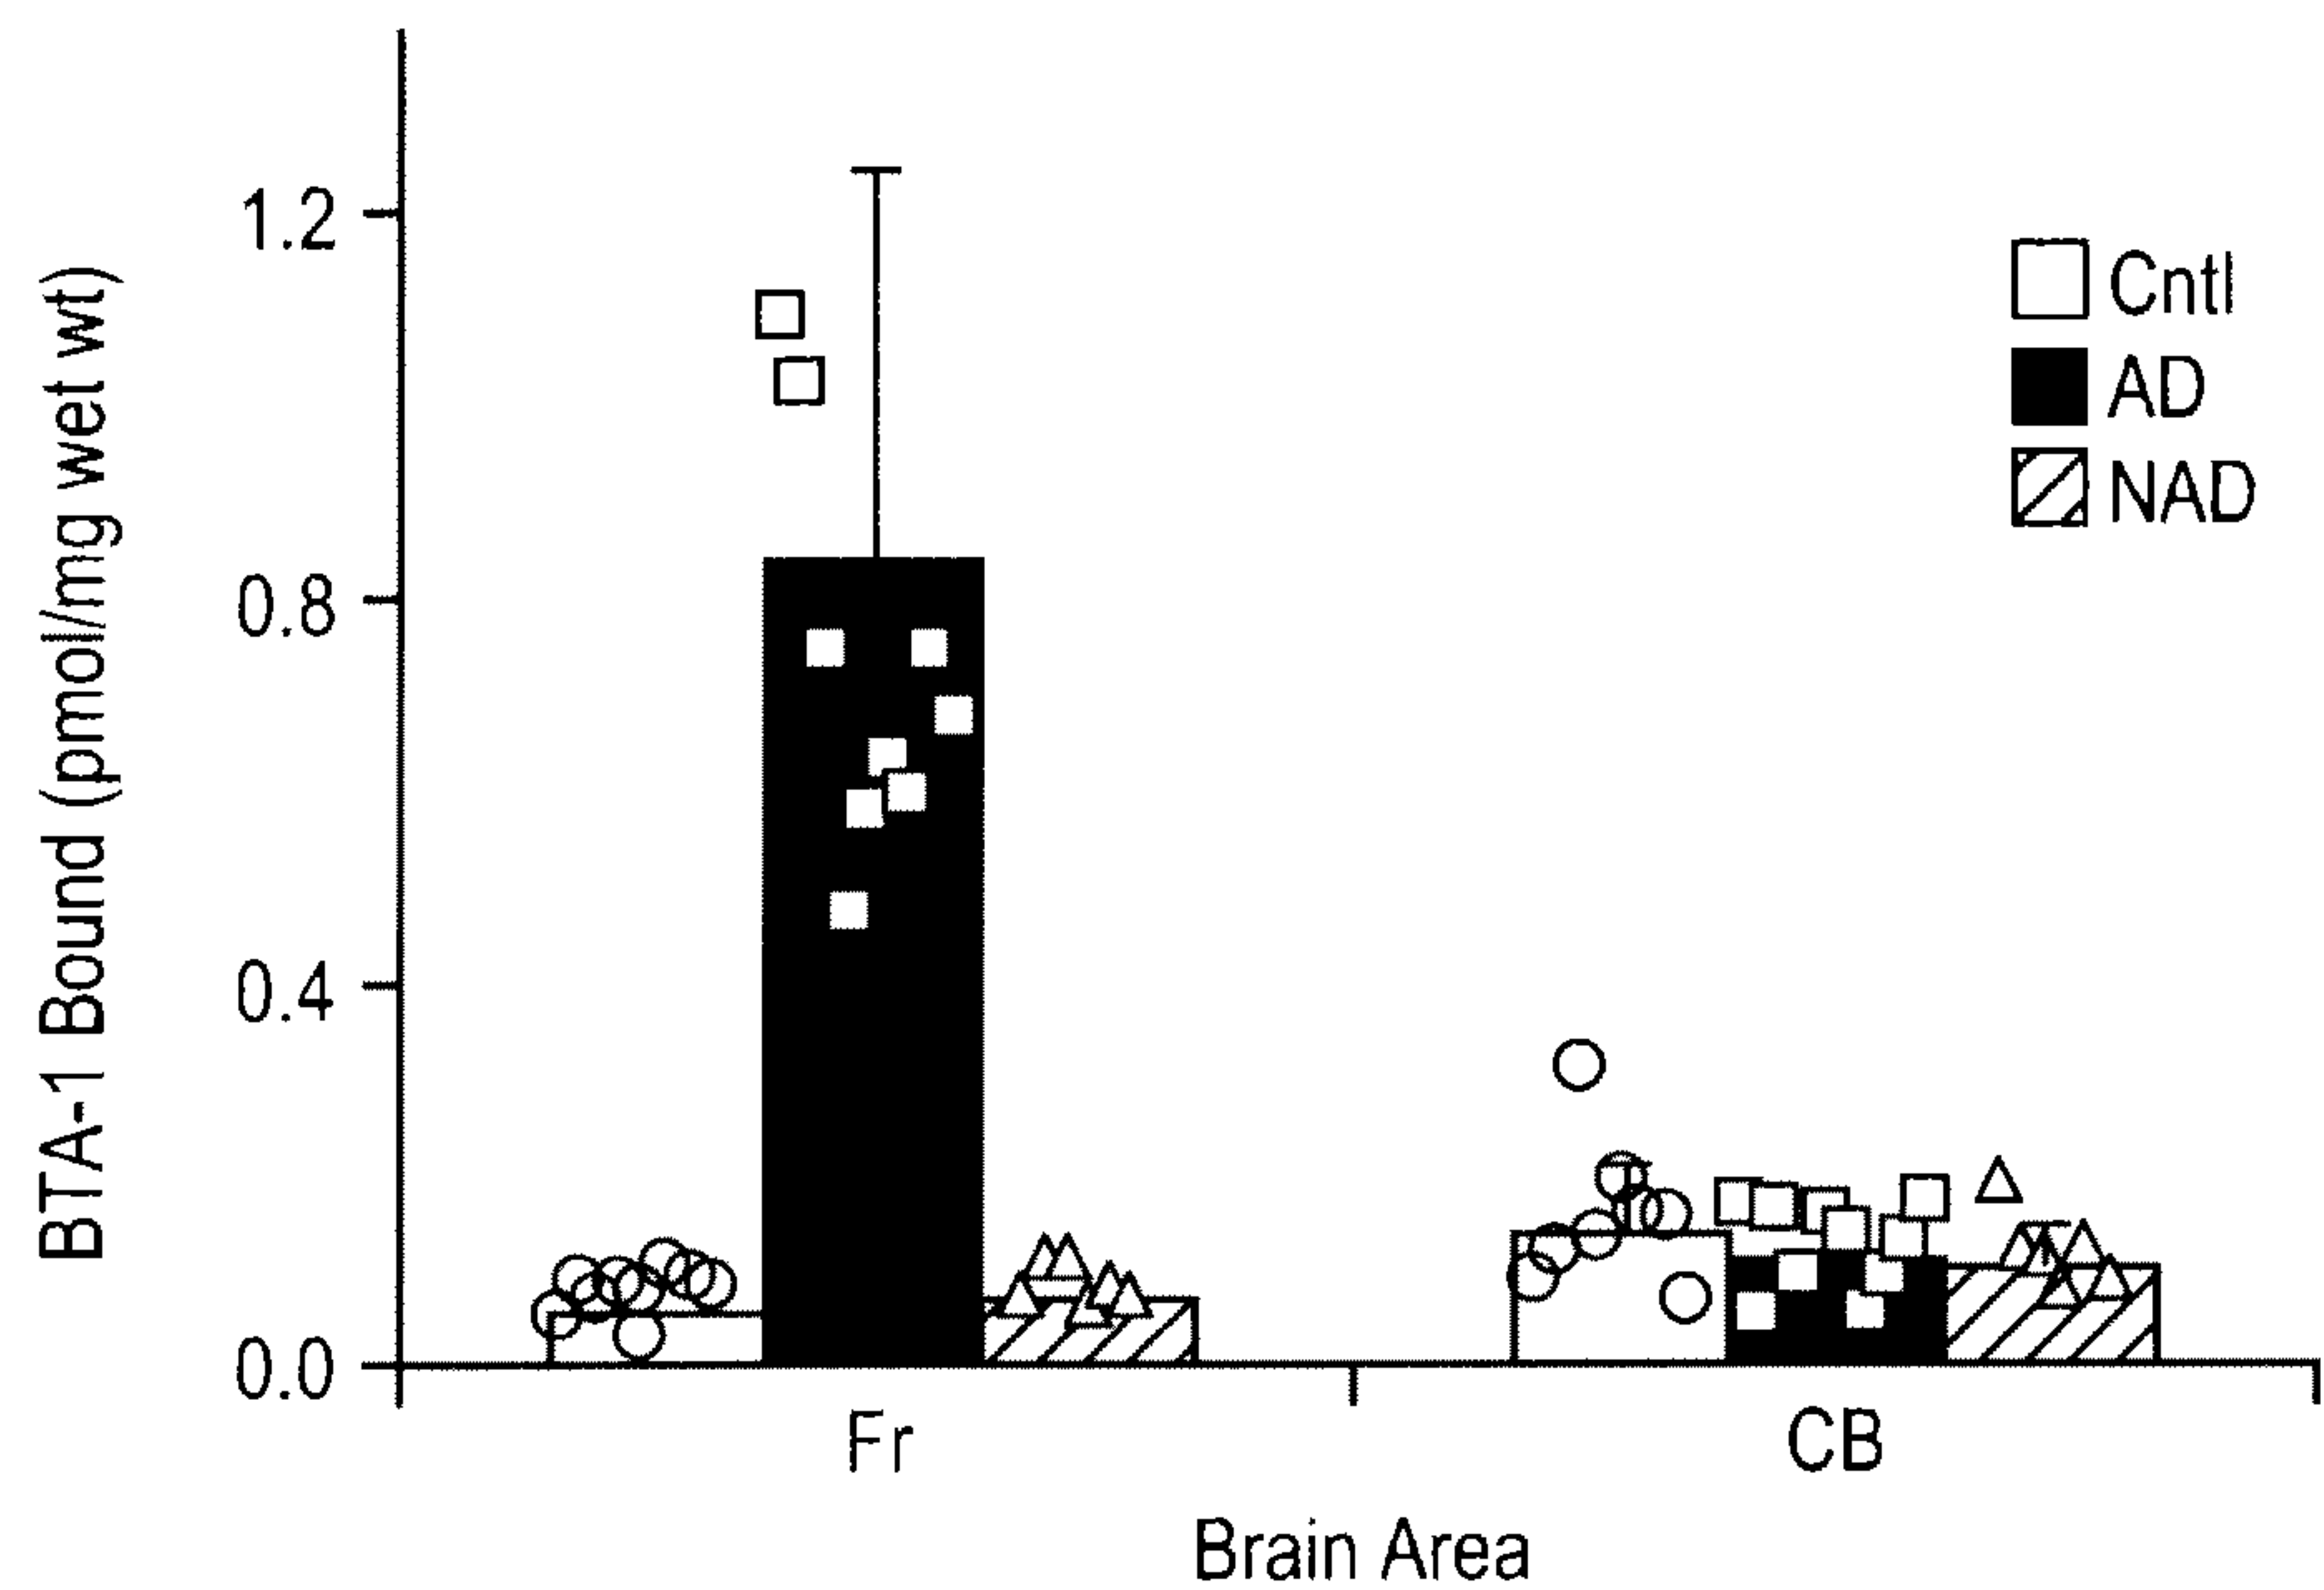 BTA-1 Bound (pmol/mg wet wt)
1.2
0.8
0.4
0.0
Cntl
AD
NAD
Fr
CB
Brain Area